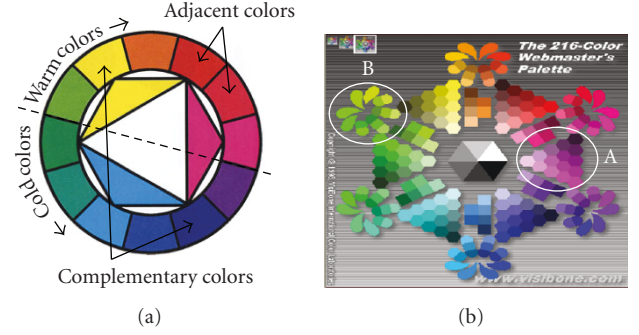 Adjacent colors
Warm colors
Cold colors
Complementary colors
(a)
The 216-Color
Webmaster's
Palette
B
A
www.visibone.com
(b)